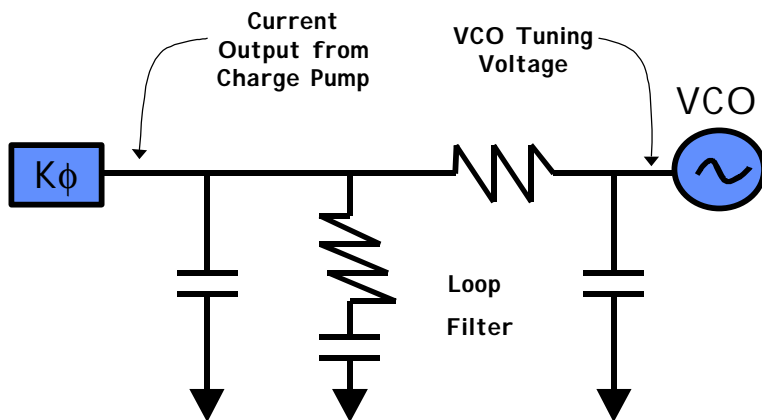 Current
Output from
Charge Pump
VCO Tuning
Voltage
VCO
Kϕ
Loop
Filter